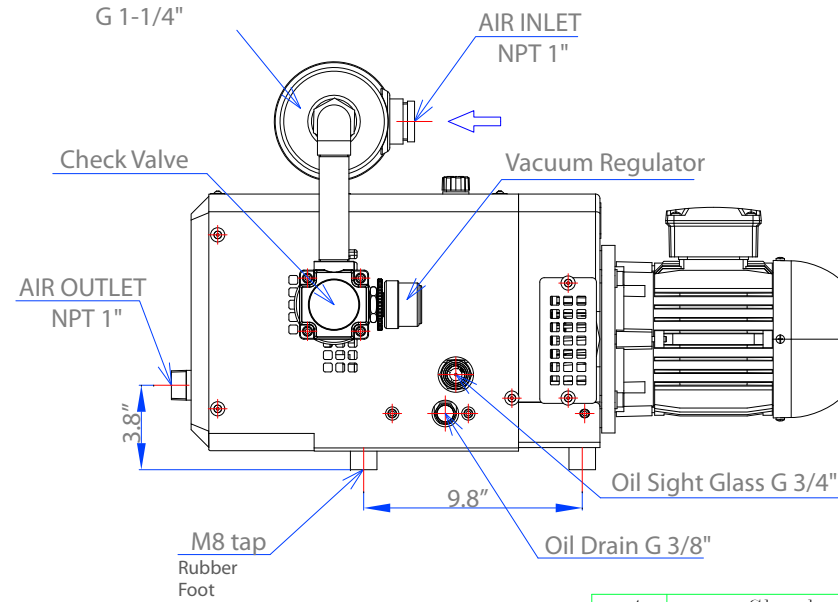 G 1-1/4"
AIR INLET
NPT 1"
Check Valve
Vacuum Regulator
AIR OUTLET
NPT 1"
3.8”
9.8”
Oil Sight Glass G 3/4"
M8 tap
Rubber
Foot
Oil Drain G 3/8"